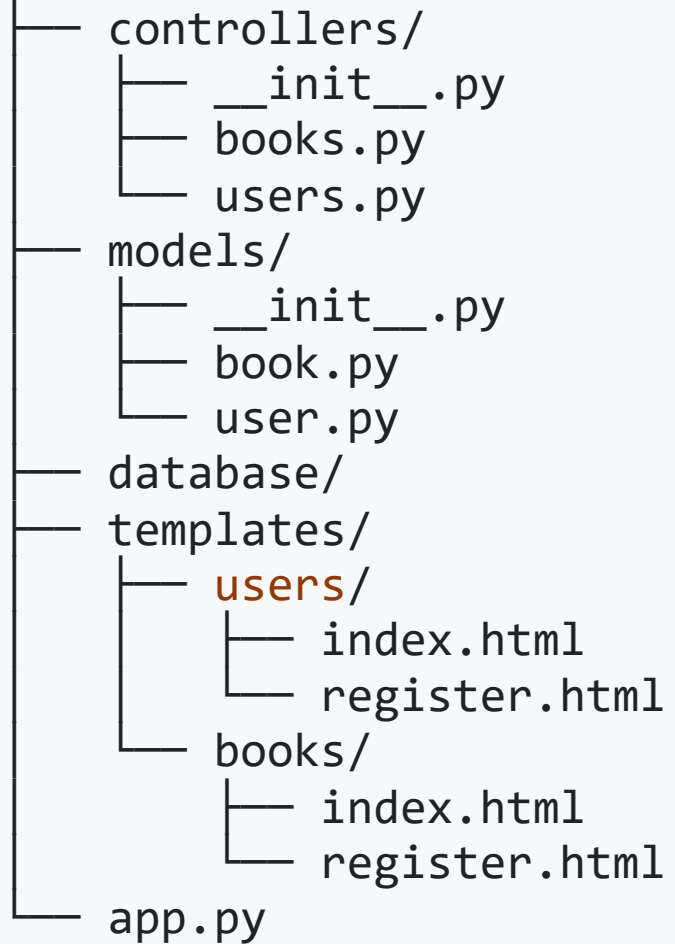 ├── controllers/
│   ├── __init__.py
│   ├── books.py
│   └── users.py
├── models/
│   ├── __init__.py
│   ├── book.py
│   └── user.py
├── database/
├── templates/
│   ├── users/
│   │   ├── index.html
│   │   └── register.html
│   └── books/
│       ├── index.html
│       └── register.html
└── app.py